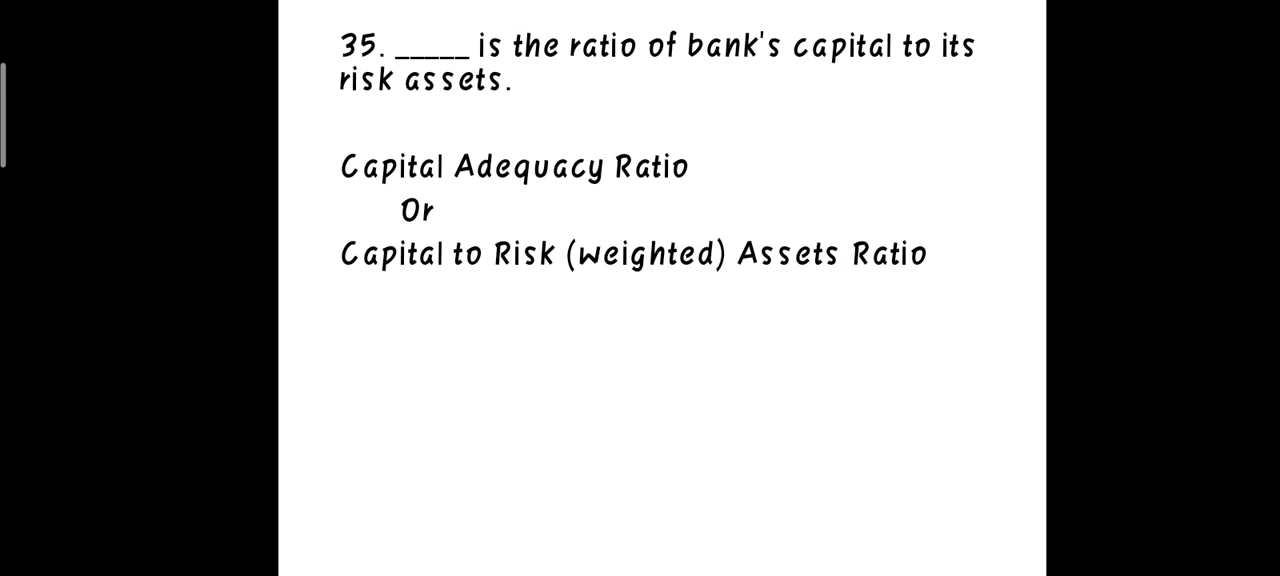 35. _____ is the ratio of bank's capital to its
risk assets.
Capital Adequacy Ratio
Or
Capital to Risk (weighted) Assets Ratio